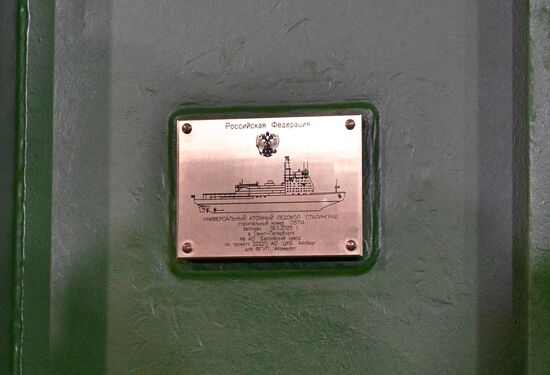 Российская Федерация
УНИВЕРСАЛЬНЫЙ АТОМНЫЙ ЛЕДОКОЛ СТАЛИНГРАД
строительный номер 05714
заложен 18.11.2025 г.
в Санкт-Петербурге
на АО Балтийский завод
по проекту 22220 АО ЦКБ Айсберг
для ФГУП Атомфлот